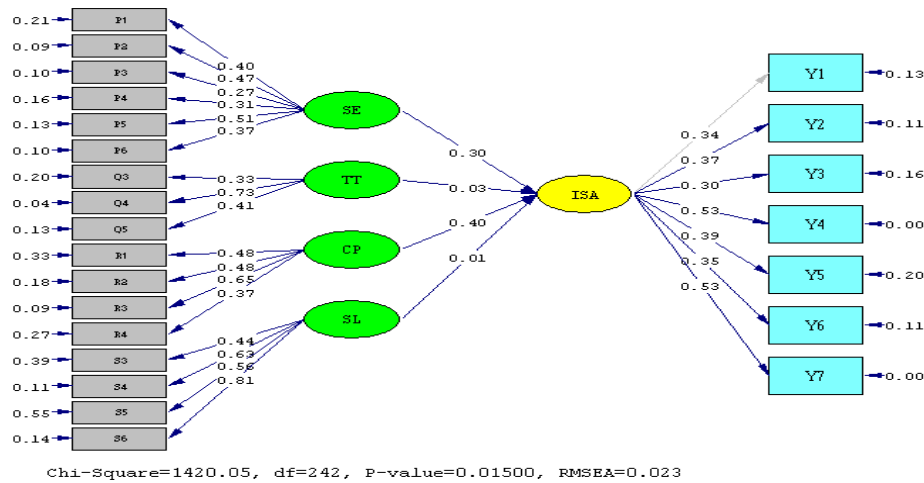 0.21 P1
0.09 P2
0.10 P3
0.16 P4
0.13 P5
0.10 P6
0.20 Q3
0.04 Q4
0.13 Q5
0.33 R1
0.18 R2
0.09 R3
0.27 R4
0.39 S3
0.11 S4
0.55 S5
0.14 S6
0.40
0.47
0.27
0.31
0.51
0.37
0.33
0.73
0.41
0.48
0.48
0.65
0.37
0.44
0.63
0.56
0.81
SE
TT
CP
SL
0.30
0.03
0.40
0.01
ISA
0.34
0.37
0.30
0.53
0.39
0.35
0.53
Y1 0.13
Y2 0.11
Y3 0.16
Y4 0.00
Y5 0.20
Y6 0.11
Y7 0.00
Chi-Square=1420.05, df=242, P-value=0.01500, RMSEA=0.023